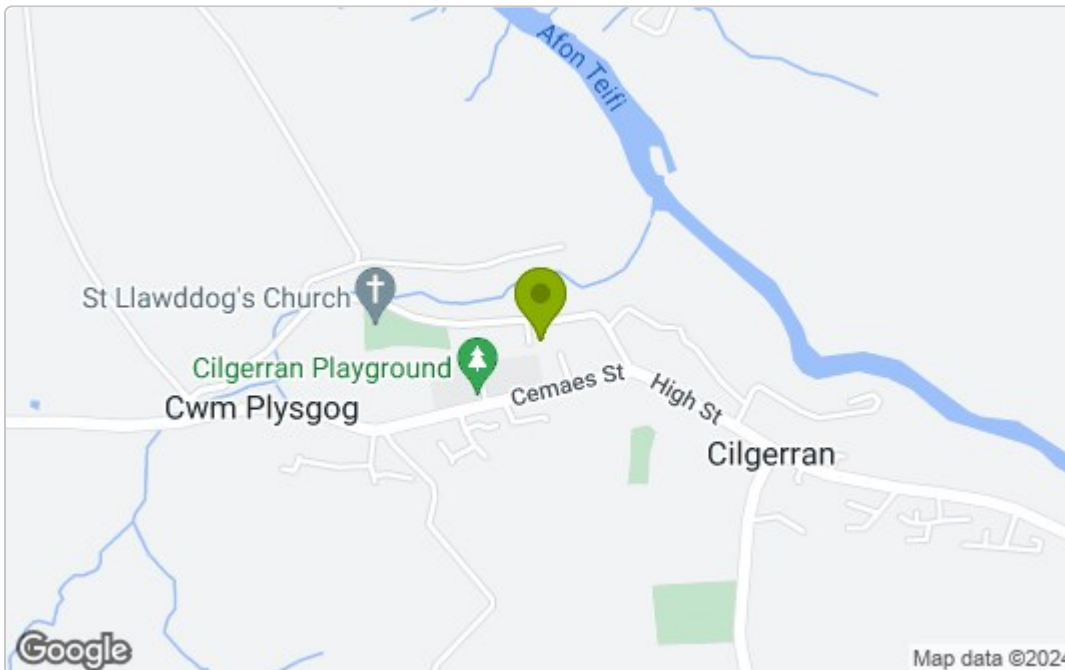 Afon Teifi
St Llawddog's Church
Cilgerran Playground
Cemaes St
High St
Cwm Plysgog
Cilgerran
Google
Map data ©2024